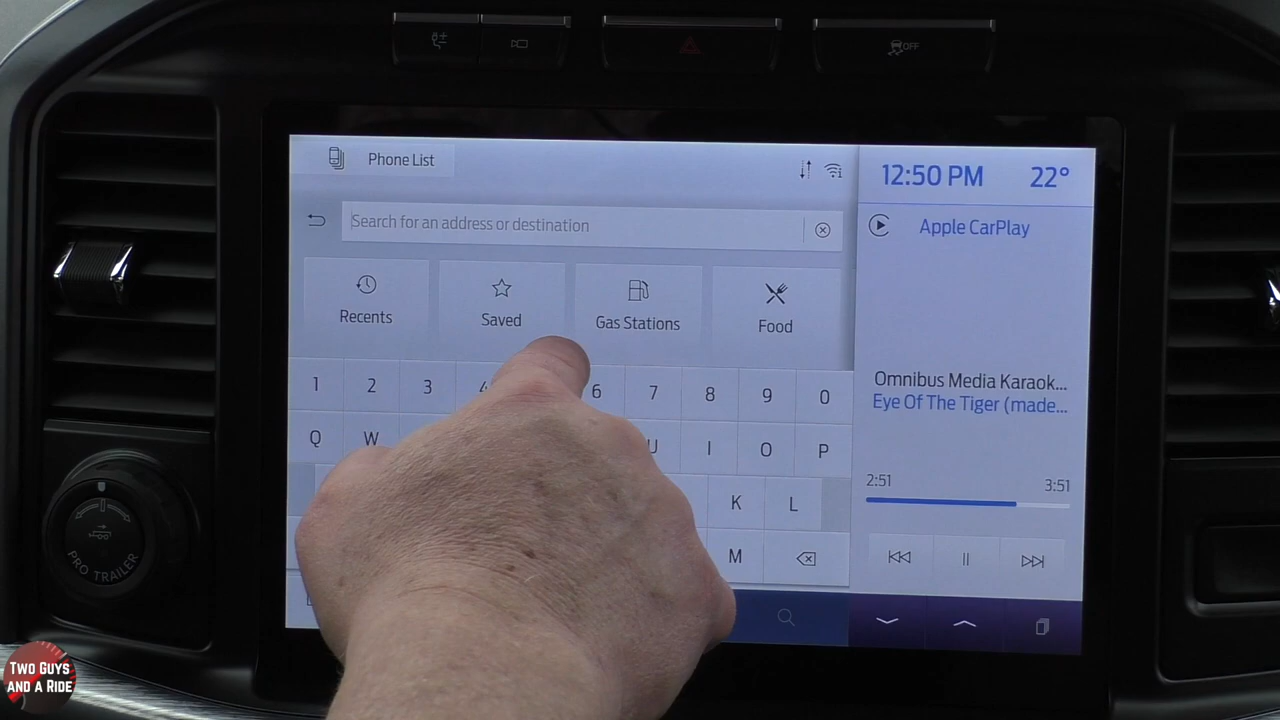 OFF
Phone List
12:50 PM 22°
Search for an address or destination
Apple CarPlay
Recents
Saved
Gas Stations
Food
Omnibus Media Karaok...
Eye Of The Tiger (made...
1 2 3 4 6 7 8 9 0
Q W U I O P
2:51 3:51
K L
M
PRO TRAILER
TWO GUYS
AND A RIDE